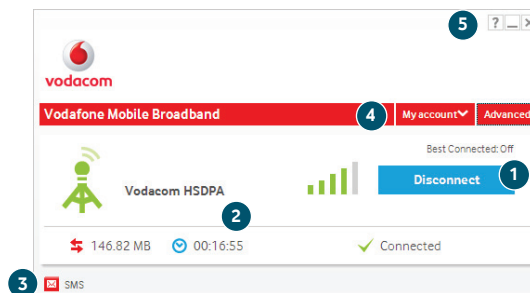 5
? _ ×
vodacom
Vodafone Mobile Broadband
4
My account
Advanced
Best Connected: Off
Vodacom HSDPA
Disconnect
1
2
146.82 MB
00:16:55
Connected
3
SMS